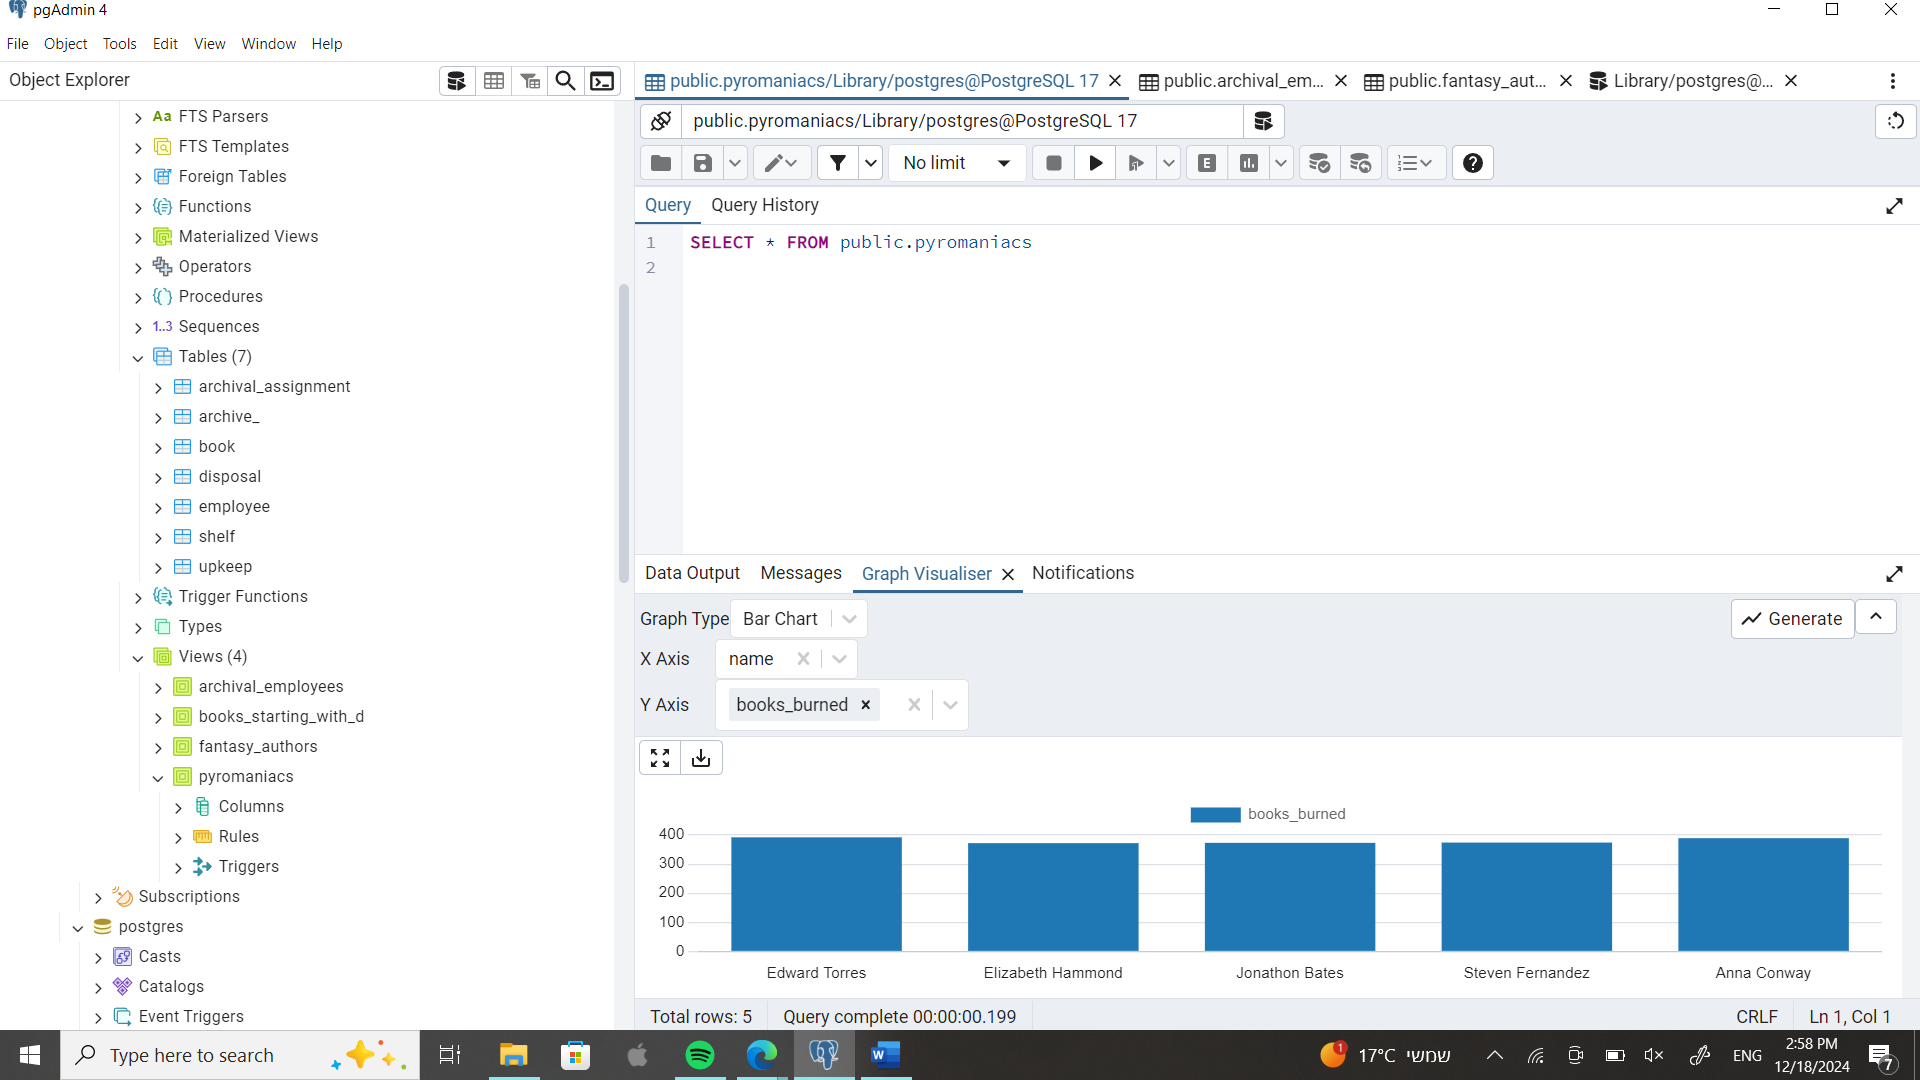 pgAdmin 4
File Object Tools Edit View Window Help
Object Explorer
Aa FTS Parsers
FTS Templates
Foreign Tables
Functions
Materialized Views
Operators
Procedures
1..3 Sequences
Tables (7)
archival_assignment
archive_
book
disposal
employee
shelf
upkeep
Trigger Functions
Types
Views (4)
archival_employees
books_starting_with_d
fantasy_authors
pyromaniacs
Columns
Rules
Triggers
Subscriptions
postgres
Casts
Catalogs
Event Triggers
public.pyromaniacs/Library/postgres@PostgreSQL 17
public.archival_em...
public.fantasy_aut...
Library/postgres@...
public.pyromaniacs/Library/postgres@PostgreSQL 17
No limit
E
Query Query History
1 SELECT * FROM public.pyromaniacs
2
Data Output Messages Graph Visualiser Notifications
Graph Type Bar Chart
Generate
X Axis name
Y Axis books_burned
books_burned
400
300
200
100
0
Edward Torres Elizabeth Hammond Jonathon Bates Steven Fernandez Anna Conway
Total rows: 5 Query complete 00:00:00.199 CRLF Ln 1, Col 1
Type here to search
W
1
17°C שמשי
ENG
2:58 PM
12/18/2024
7